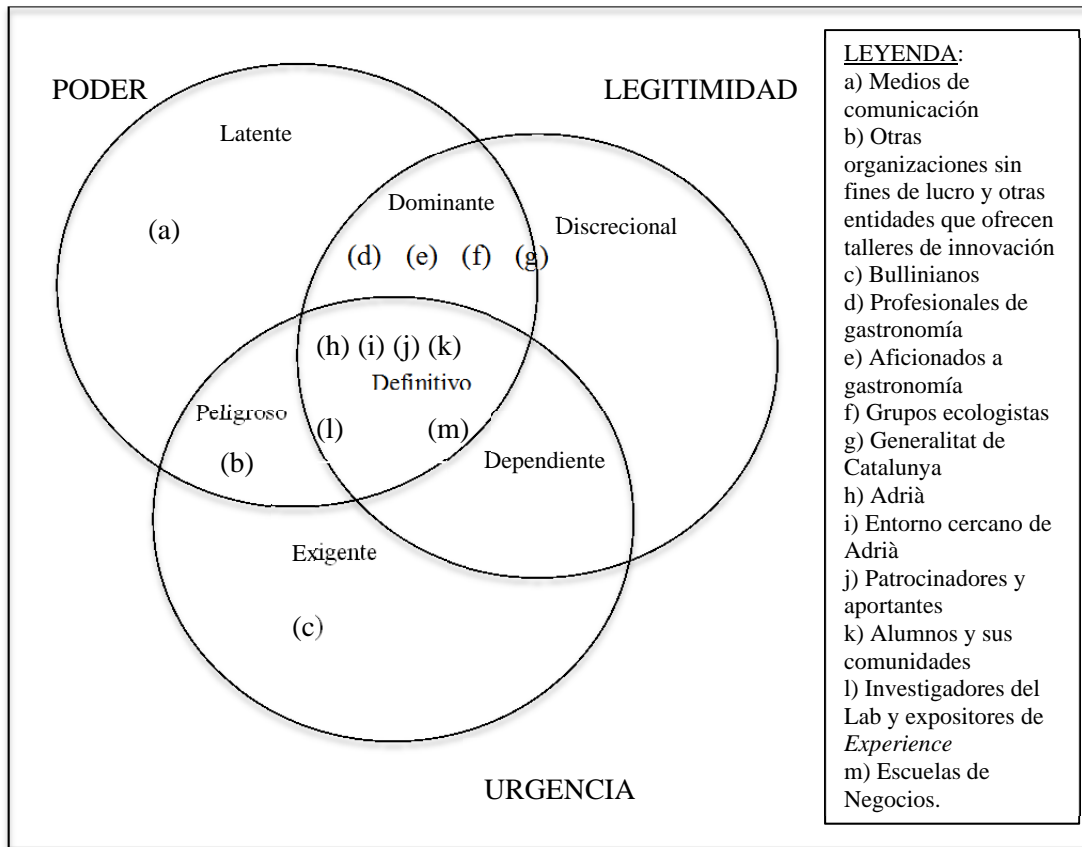 PODER
LEGITIMIDAD
Latente
Dominante
Discrecional
(a)
(d) (e) (f) (g)
(h) (i) (j) (k)
Definitivo
Peligroso
(l) (m)
(b)
Dependiente
Exigente
(c)
URGENCIA
LEYENDA:
a) Medios de
comunicación
b) Otras
organizaciones sin
fines de lucro y otras
entidades que ofrecen
talleres de innovación
c) Bullinianos
d) Profesionales de
gastronomía
e) Aficionados a
gastronomía
f) Grupos ecologistas
g) Generalitat de
Catalunya
h) Adrià
i) Entorno cercano de
Adrià
j) Patrocinadores y
aportantes
k) Alumnos y sus
comunidades
l) Investigadores del
Lab y expositores de
Experience
m) Escuelas de
Negocios.